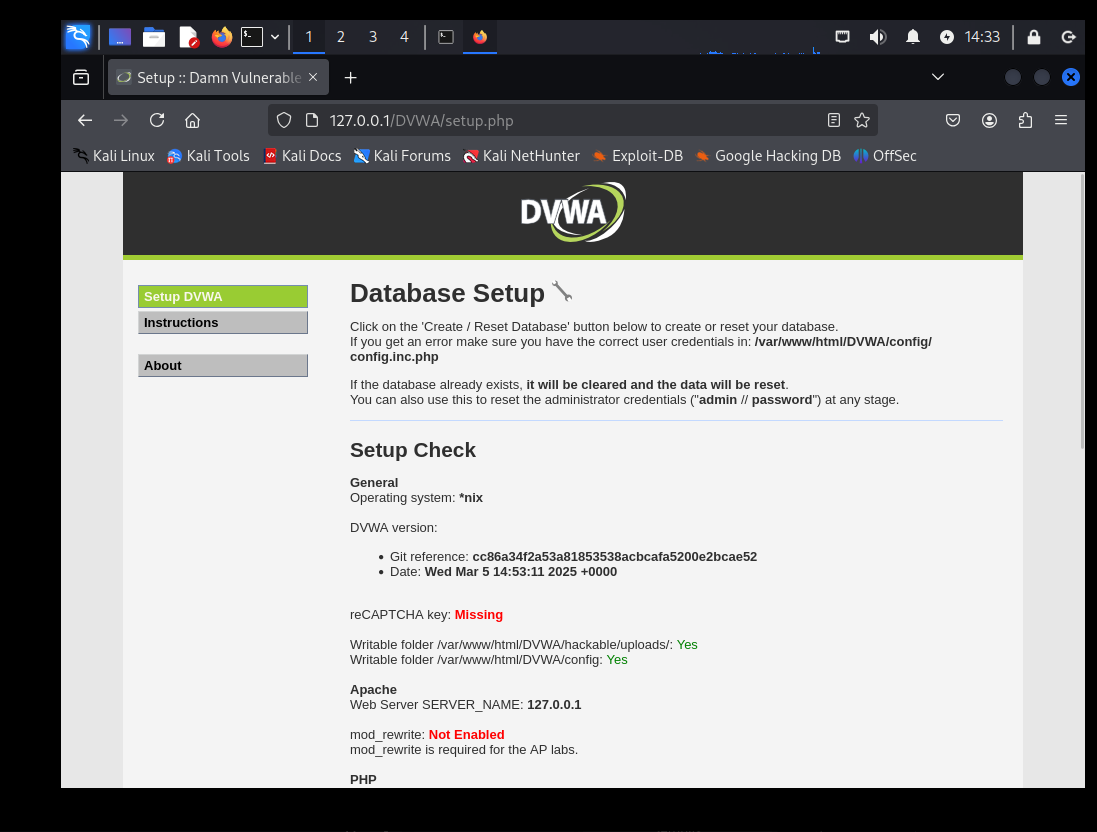 1 2 3 4 14:33
Setup :: Damn Vulnerable
127.0.0.1/DVWA/setup.php
Kali Linux Kali Tools Kali Docs Kali Forums Kali NetHunter Exploit-DB Google Hacking DB OffSec
DVWA
Setup DVWA
Instructions
About
Database Setup
Click on the 'Create / Reset Database' button below to create or reset your database.
If you get an error make sure you have the correct user credentials in: /var/www/html/DVWA/config/
config.inc.php
If the database already exists, it will be cleared and the data will be reset.
You can also use this to reset the administrator credentials ("admin // password") at any stage.
Setup Check
General
Operating system: *nix
DVWA version:
• Git reference: cc86a34f2a53a81853538acbcafa5200e2bcae52
• Date: Wed Mar 5 14:53:11 2025 +0000
reCAPTCHA key: Missing
Writable folder /var/www/html/DVWA/hackable/uploads/: Yes
Writable folder /var/www/html/DVWA/config: Yes
Apache
Web Server SERVER_NAME: 127.0.0.1
mod_rewrite: Not Enabled
mod_rewrite is required for the AP labs.
PHP